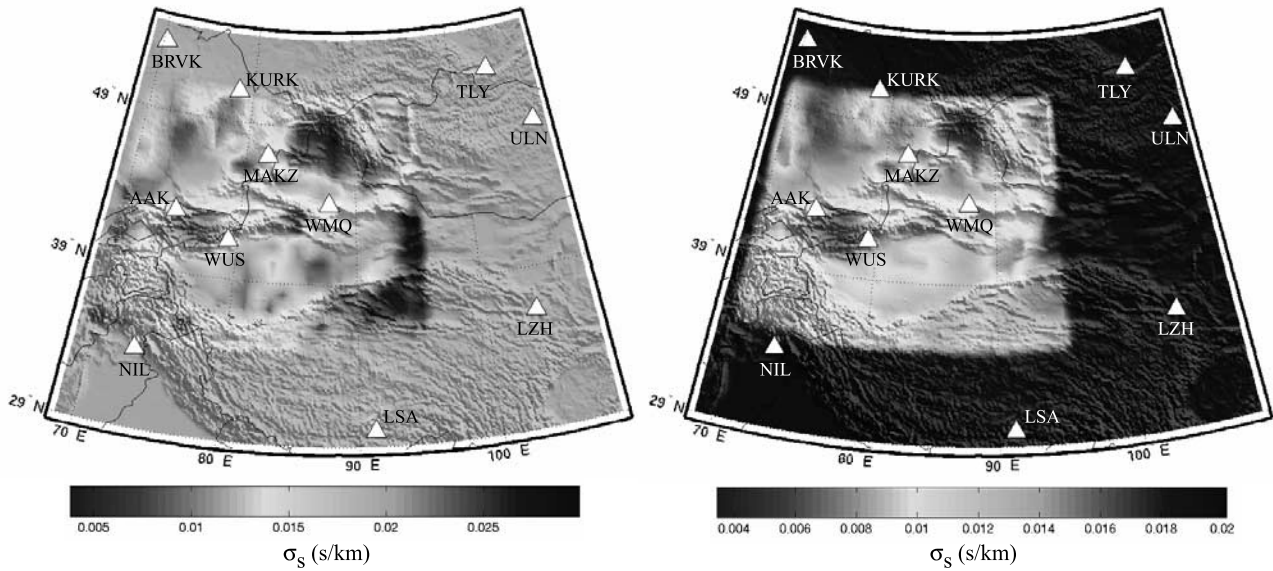 BRVK
KURK
TLY
ULN
MAKZ
AAK
WMQ
WUS
LZH
NIL
LSA
49° N
39° N
29° N
70 E
80 E
90 E
100 E
0.005 0.01 0.015 0.02 0.025
σs (s/km)
BRVK
KURK
TLY
ULN
MAKZ
AAK
WMQ
WUS
LZH
NIL
LSA
49° N
39° N
29° N
70 E
80 E
90 E
100 E
0.004 0.006 0.008 0.01 0.012 0.014 0.016 0.018 0.02
σs (s/km)